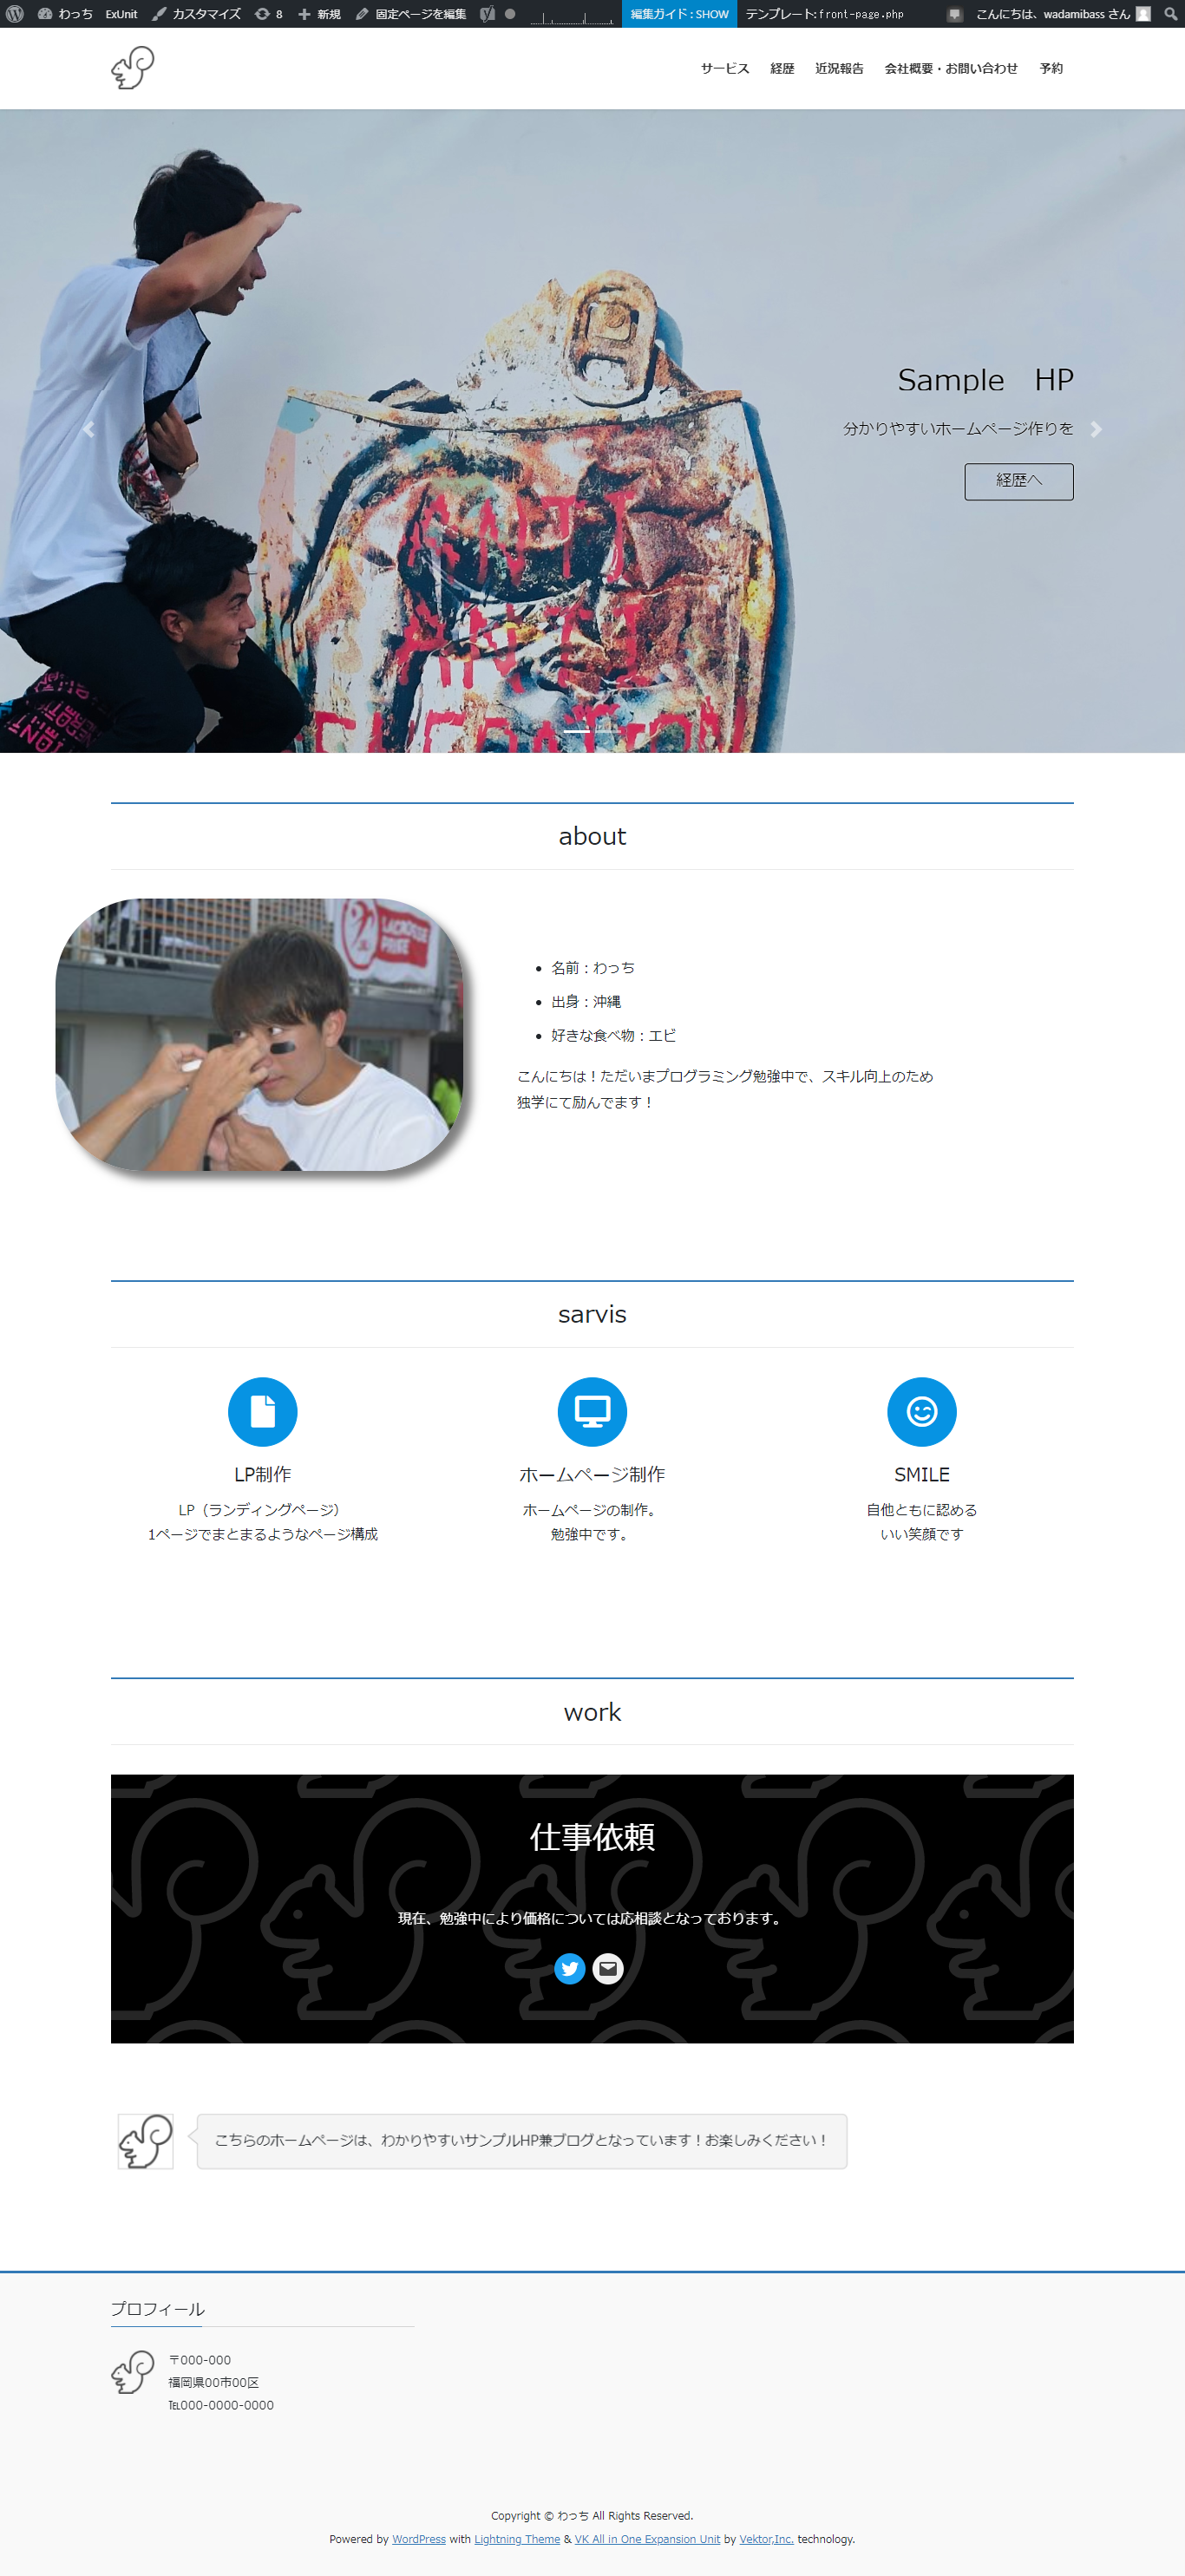 わっち ExUnit カスタマイズ 8 新規 固定ページを編集 編集ガイド : SHOW テンプレート:front-page.php こんにちは、wadamibass さん
サービス 経歴 近況報告 会社概要・お問い合わせ 予約
Sample　HP
分かりやすいホームページ作りを
経歴へ
ANTI
ANTI
about
LACROSSE
・名前：わっち
・出身：沖縄
・好きな食べ物：エビ
こんにちは！ただいまプログラミング勉強中で、スキル向上のため
独学にて励んでます！
sarvis
LP制作 ホームページ制作 SMILE
LP（ランディングページ） ホームページの制作。 自他ともに認める
1ページでまとまるようなページ構成 勉強中です。 いい笑顔です
work
仕事依頼
現在、勉強中により価格については応相談となっております。
こちらのホームページは、わかりやすいサンプルHP兼ブログとなっています！お楽しみください！
プロフィール
〒000-000
福岡県00市00区
℡000-0000-0000
Copyright © わっち All Rights Reserved.
Powered by WordPress with Lightning Theme & VK All in One Expansion Unit by Vektor,Inc. technology.